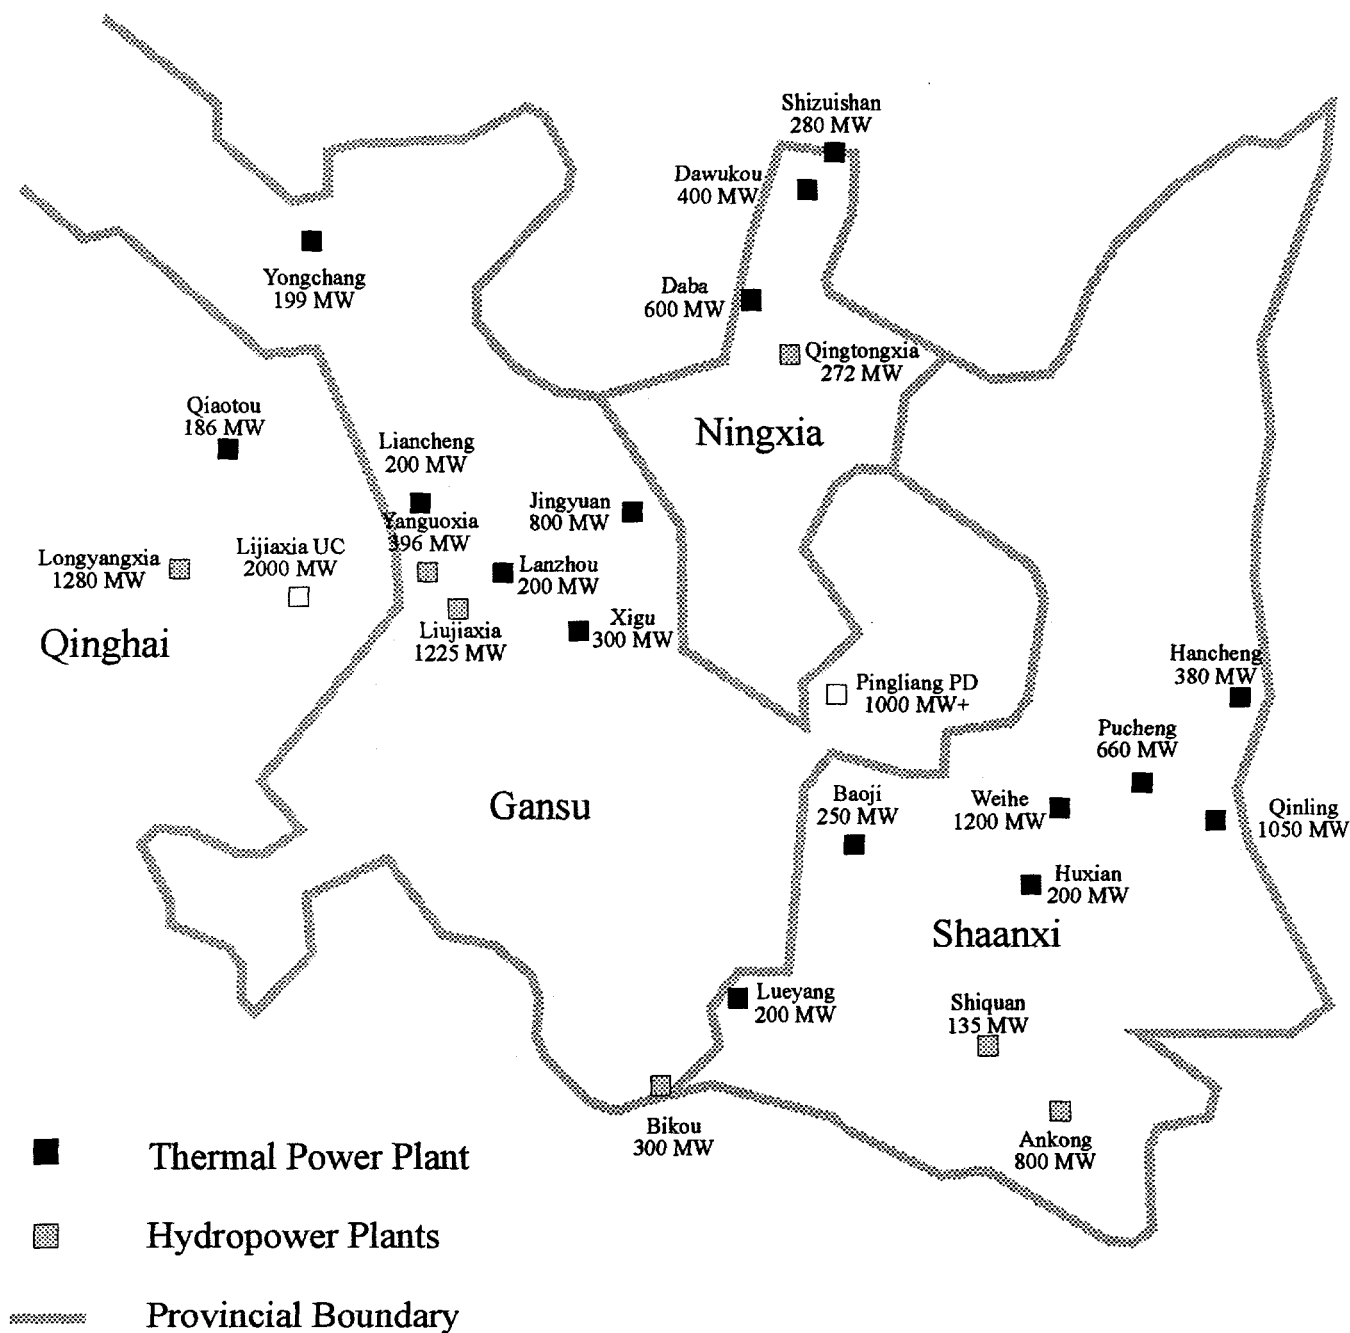 Shizuishan
280 MW
Dawukou
400 MW
Yongchang
199 MW
Daba
600 MW
Qingtongxia
272 MW
Qiaotou
186 MW
Ningxia
Liancheng
200 MW
Jingyuan
800 MW
Yanguoxia
396 MW
Longyangxia
1280 MW
Lijiaxia UC
2000 MW
Lanzhou
200 MW
Qinghai
Liujiaxia
1225 MW
Xigu
300 MW
Hancheng
380 MW
Pingliang PD
1000 MW+
Pucheng
660 MW
Gansu
Baoji
250 MW
Weihe
1200 MW
Qinling
1050 MW
Huxian
200 MW
Shaanxi
Lueyang
200 MW
Shiquan
135 MW
Bikou
300 MW
Ankong
800 MW
Thermal Power Plant
Hydropower Plants
Provincial Boundary